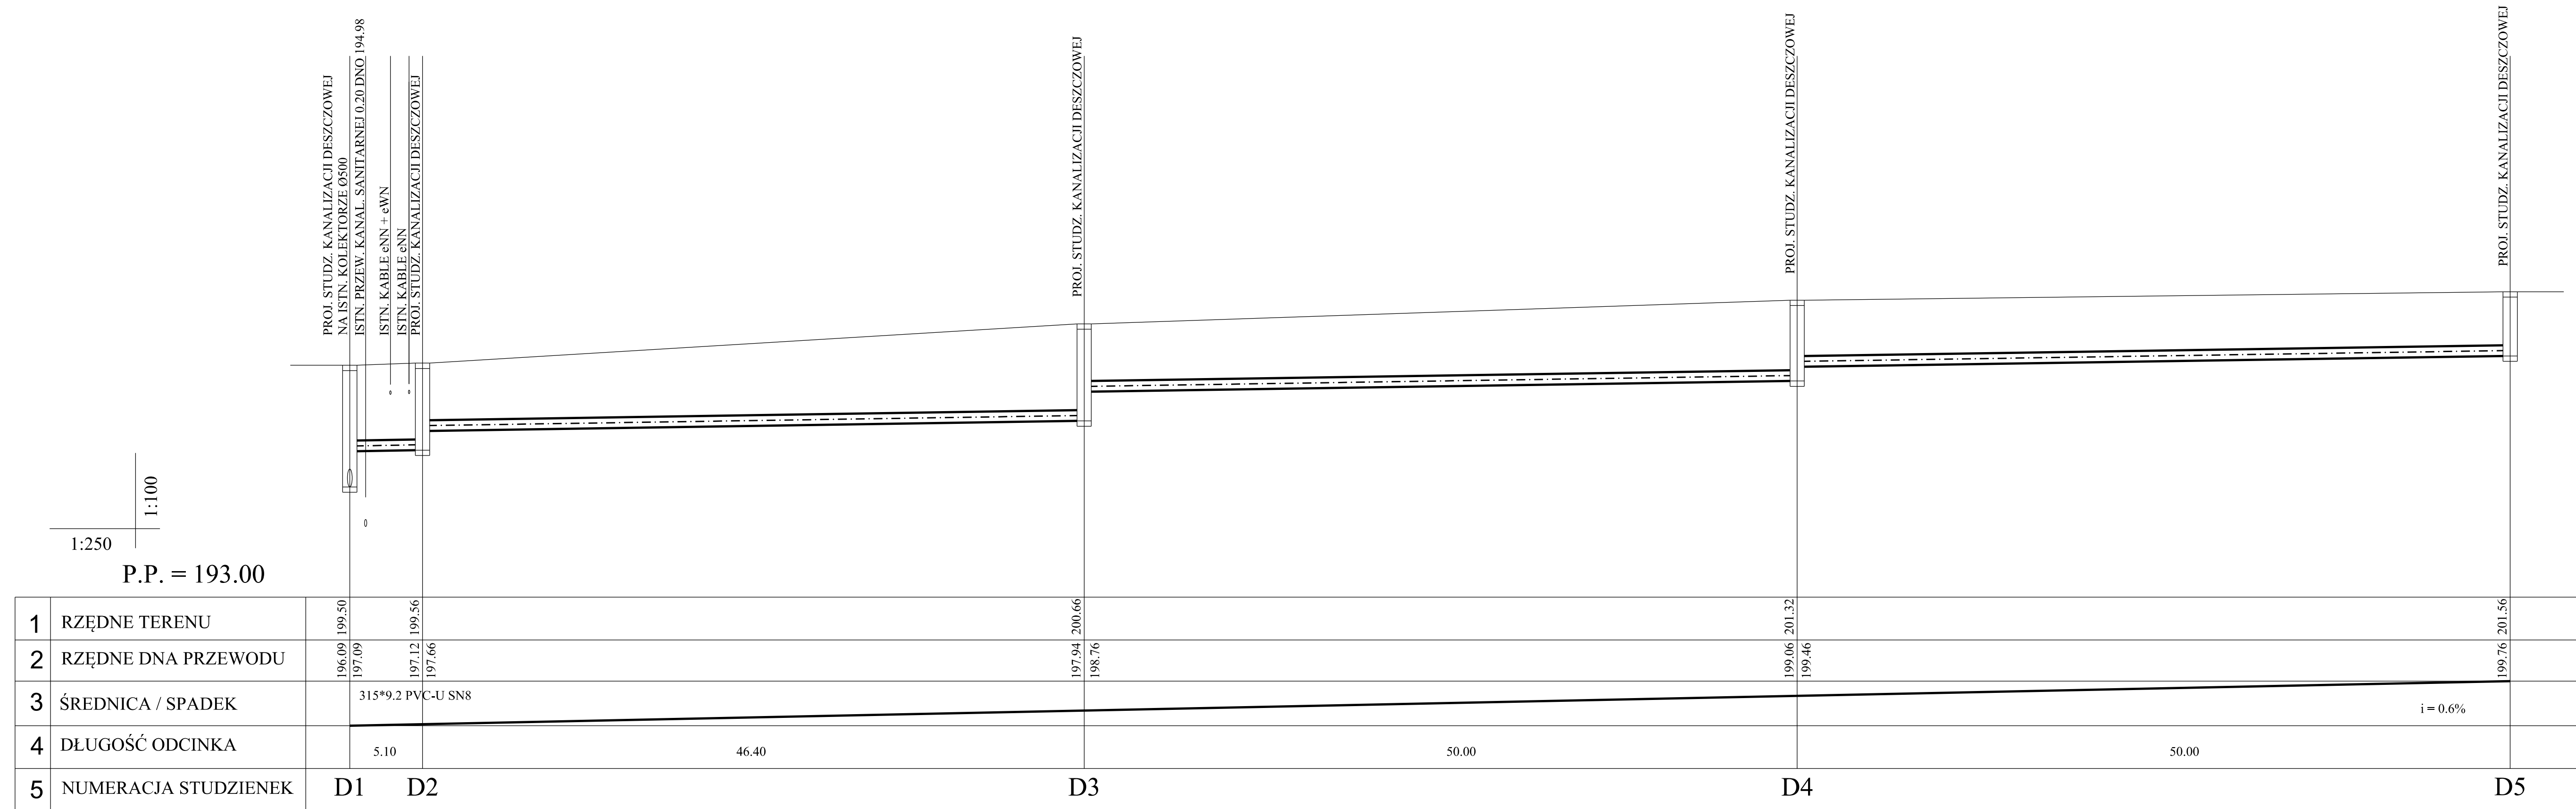 PROJ. STUDZ. KANALIZACJI DESZCZOWEJ
NA ISTN. KOLEKTORZE Ø500
ISTN. PRZEW. KANAL. SANITARNEJ 0.20 DNO 194.98
ISTN. KABLE eNN + eWN
ISTN. KABLE eNN
PROJ. STUDZ. KANALIZACJI DESZCZOWEJ
PROJ. STUDZ. KANALIZACJI DESZCZOWEJ
PROJ. STUDZ. KANALIZACJI DESZCZOWEJ
PROJ. STUDZ. KANALIZACJI DESZCZOWEJ
1:100
1:250
P.P. = 193.00
1 RZĘDNE TERENU 199.50 199.56 200.66 201.32 201.56
2 RZĘDNE DNA PRZEWODU 196.09 197.09 197.12 197.66 197.94 198.76 199.06 199.46 199.76
3 ŚREDNICA / SPADEK 315*9.2 PVC-U SN8 i = 0.6%
4 DŁUGOŚĆ ODCINKA 5.10 46.40 50.00 50.00
5 NUMERACJA STUDZIENEK D1 D2 D3 D4 D5